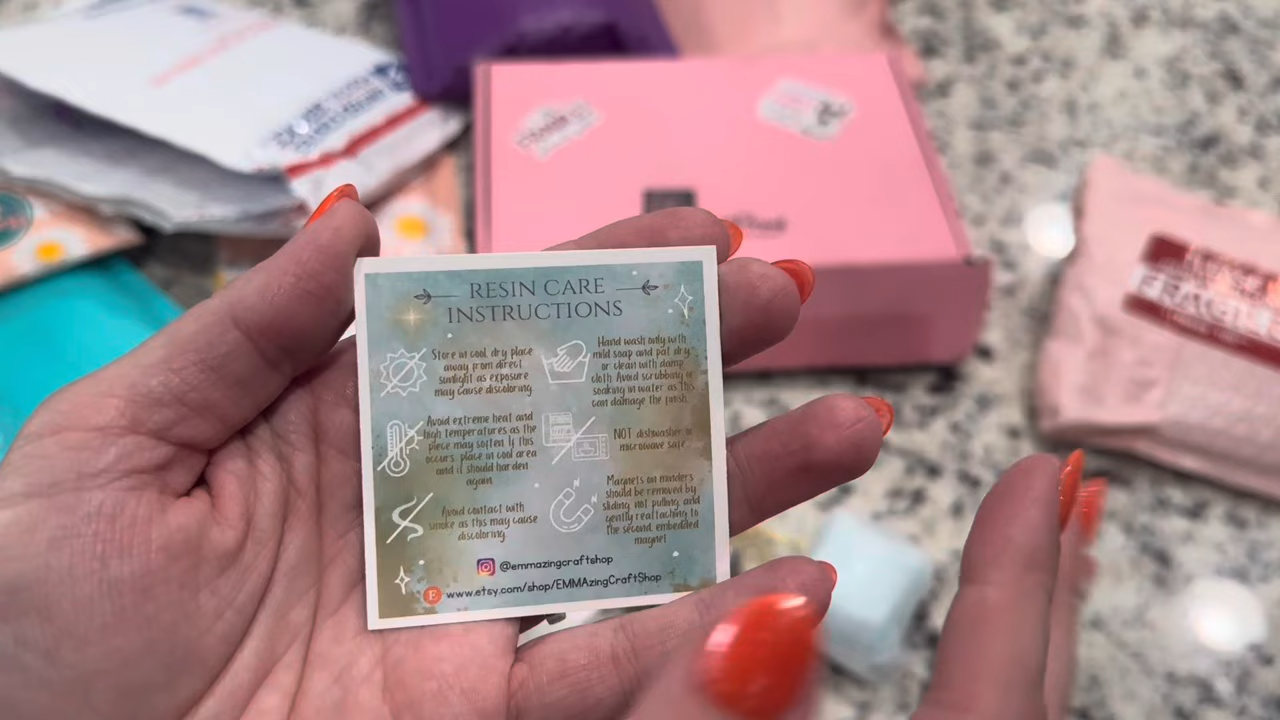 RESIN CARE
INSTRUCTIONS
Store in cool, dry place
away from direct
sunlight as exposure
may cause discoloring
Hand wash only with
mild soap and pat dry
or clean with damp
cloth. Avoid scrubbing or
soaking in water as this
can damage the finish.
Avoid extreme heat and
high temperatures as the
piece may soften. If this
occurs, place in cool area
and it should harden
again.
NOT dishwasher or
microwave safe
Avoid contact with
smoke as this may cause
discoloring.
Magnets on minders
should be removed by
sliding, not pulling, and
gently reattaching to
the second embedded
magnet
@emmazingcraftshop
www.etsy.com/shop/EMMAzingCraftShop
FRAGILE